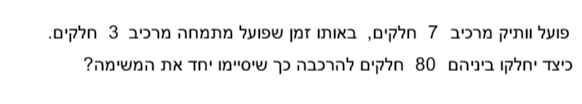 פועל וותיק מרכיב 7 חלקים, באותו זמן שפועל מתמחה מרכיב 3 חלקים.
כיצד יחלקו ביניהם 80 חלקים להרכבה כך שיסיימו יחד את המשימה?